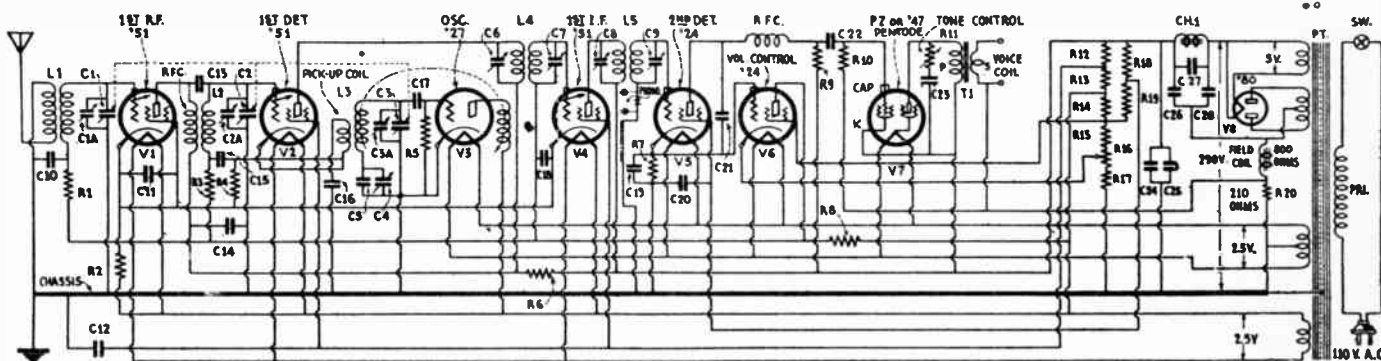 1ST R.F. '51
1ST DET. '51
OSC. '27
L4
1ST I.F. '51
L5
2ND DET. '24
R.F.C.
VOL CONTROL '24
C22
PZ or '47 PENTODE
TONE CONTROL
R11
VOICE COIL
CH.1
P.T.
SW.
L1
C1
RFC
C13
C2
L2
PICK-UP COIL
L3
C3
C17
C6
C7
C8
C9
PHONO
R9
R10
CAP
K
C23
P
S
T1
R12
R13
R14
R15
R16
R17
R18
R19
C27
C26
C28
'80
5V.
V8
C1A
C2A
C3A
R5
V1
V2
V3
V4
V5
V6
V7
C10
R1
C11
R3
R4
C15
C16
C5
C4
C18
R7
C19
C20
C21
290V.
C24
C25
FIELD COIL
800 OHMS
210 OHMS
R20
PRI.
C14
R8
R2
CHASSIS
R6
2.5V.
C12
2.5V
110 V. A.C.